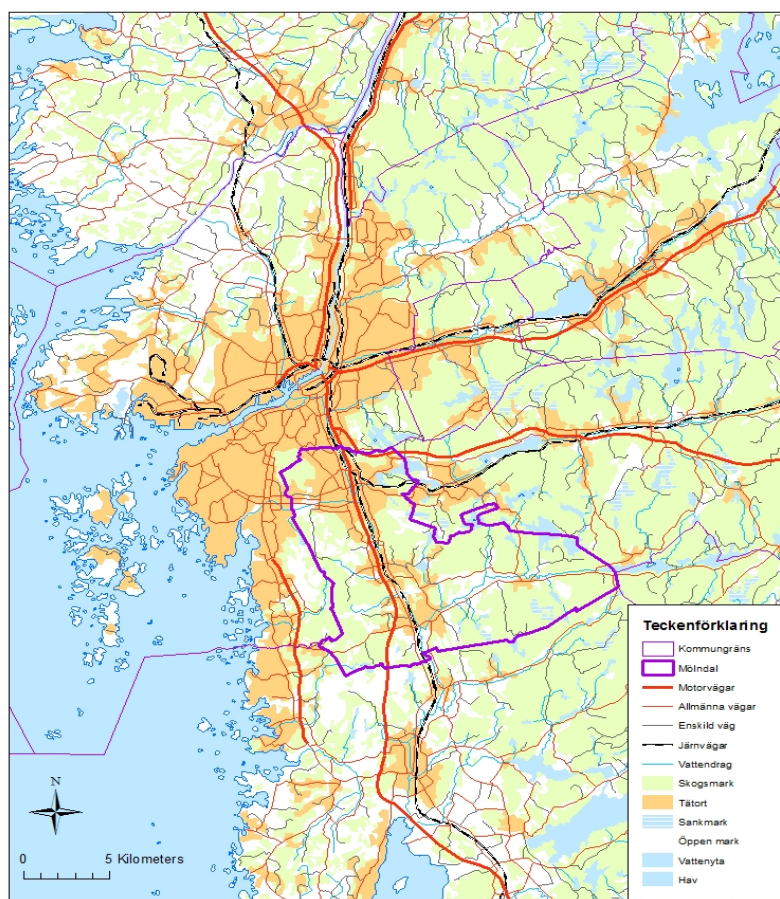 Teckenförklaring
Kommungräns
Mölndal
Motorvägar
Allmänna vägar
Enskild väg
Järnvägar
Vattendrag
Skogsmark
Tätort
Sankmark
Öppen mark
Vattenyta
Hav
N
0 5 Kilometers